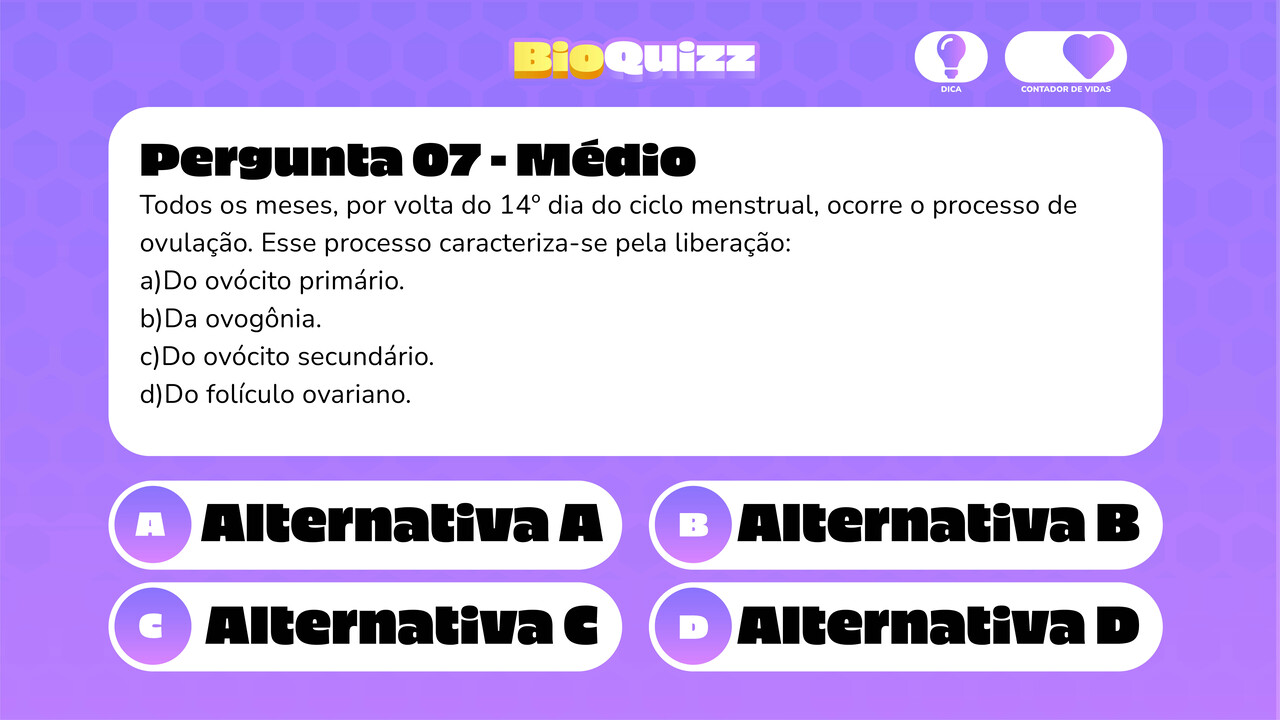 BioQuizz
DICA
CONTADOR DE VIDAS
Pergunta 07 - Médio
Todos os meses, por volta do 14º dia do ciclo menstrual, ocorre o processo de
ovulação. Esse processo caracteriza-se pela liberação:
a)Do ovócito primário.
b)Da ovogônia.
c)Do ovócito secundário.
d)Do folículo ovariano.
A Alternativa A
B Alternativa B
C Alternativa C
D Alternativa D